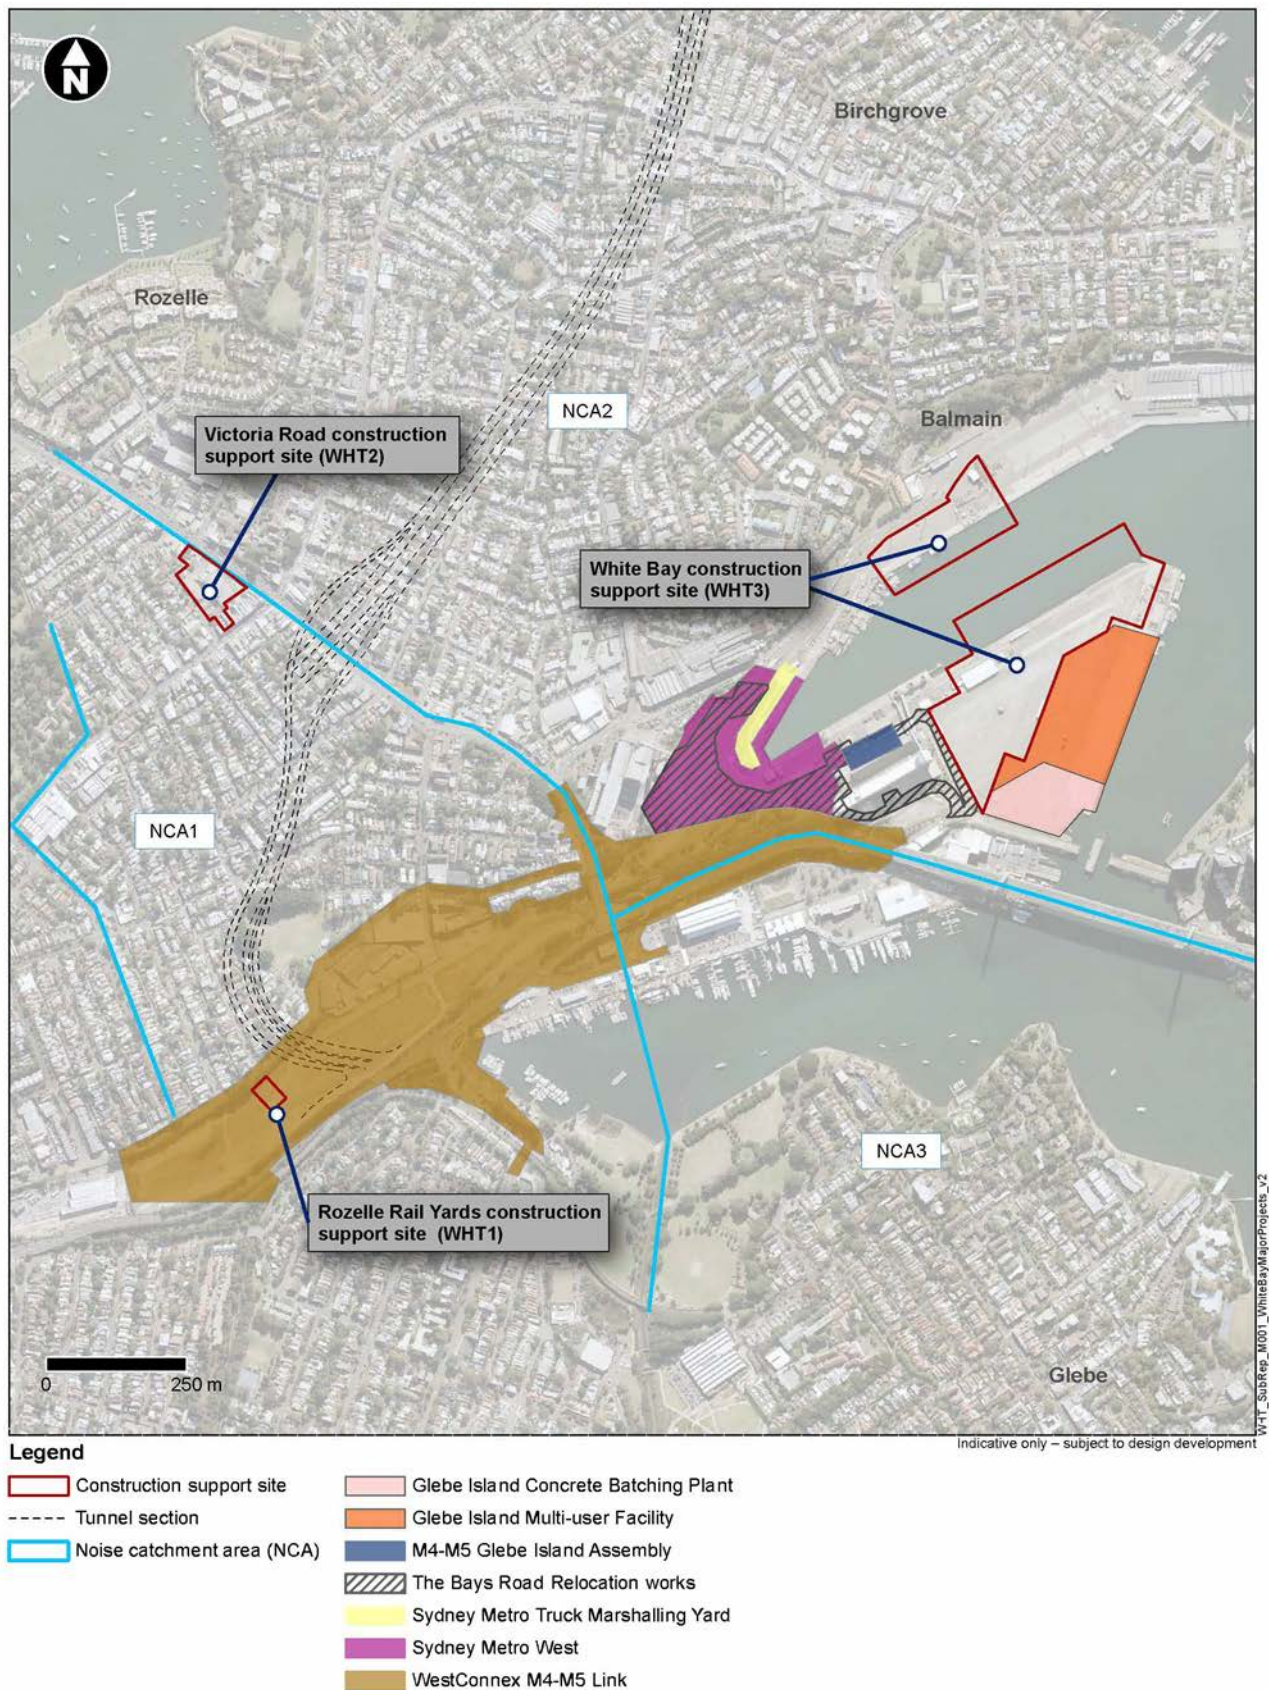 N
Birchgrove
Rozelle
NCA2
Balmain
Victoria Road construction
support site (WHT2)
White Bay construction
support site (WHT3)
NCA1
NCA3
Rozelle Rail Yards construction
support site (WHT1)
Glebe
0 250 m
WHT_SubRep_M001_WhiteBayMajorProjects_v2
Indicative only – subject to design development
Legend
Construction support site
Tunnel section
Noise catchment area (NCA)
Glebe Island Concrete Batching Plant
Glebe Island Multi-user Facility
M4-M5 Glebe Island Assembly
The Bays Road Relocation works
Sydney Metro Truck Marshalling Yard
Sydney Metro West
WestConnex M4-M5 Link